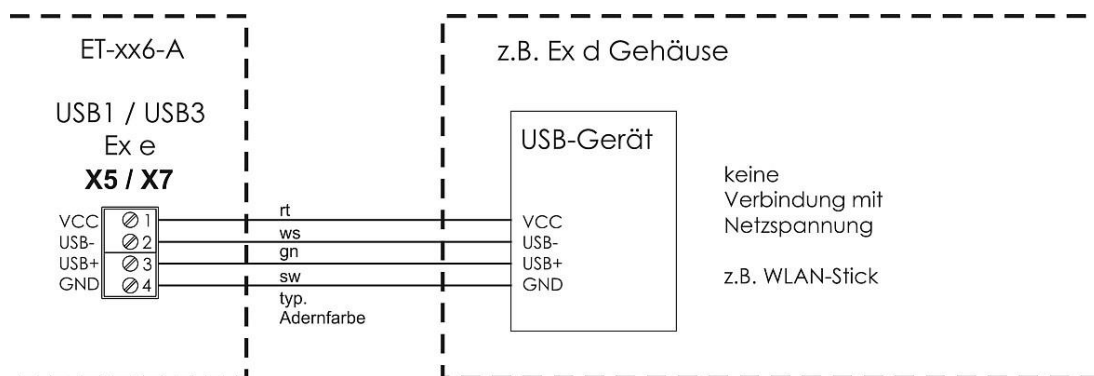 ET-xx6-A
USB1 / USB3
Ex e
X5 / X7
VCC 1
USB- 2
USB+ 3
GND 4
rt
ws
gn
sw
typ.
Adernfarbe
z.B. Ex d Gehäuse
USB-Gerät
VCC
USB-
USB+
GND
keine
Verbindung mit
Netzspannung
z.B. WLAN-Stick